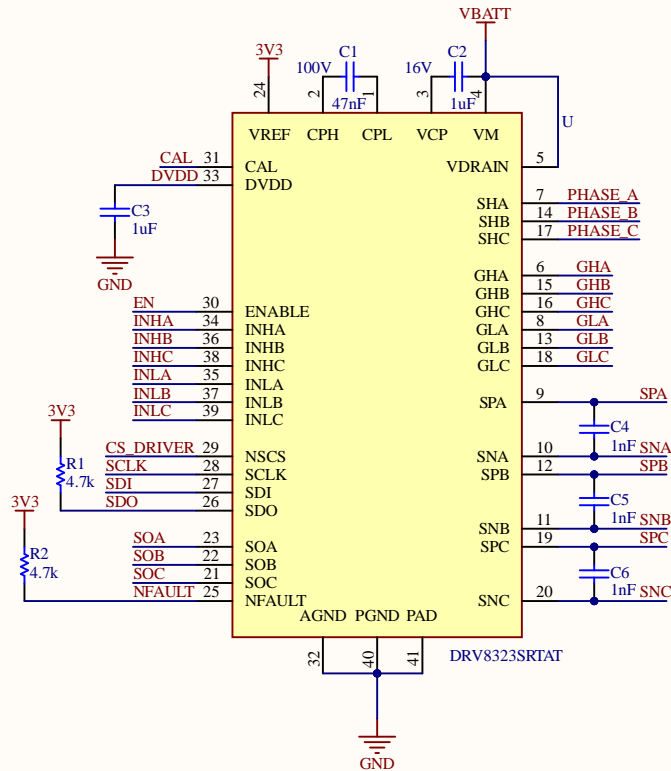 VBATT
3V3
C1
C2
100V
16V
24
2
47nF
1
3
1uF
4
U
VREF
CPH
CPL
VCP
VM
CAL
31
CAL
VDRAIN
5
DVDD
33
DVDD
C3
1uF
GND
SHA
7
PHASE_A
SHB
14
PHASE_B
SHC
17
PHASE_C
GHA
6
GHA
GHB
15
GHB
GHC
16
GHC
GLA
8
GLA
GLB
13
GLB
GLC
18
GLC
EN
30
ENABLE
INHA
34
INHA
INHB
36
INHB
INHC
38
INHC
INLA
35
INLA
INLB
37
INLB
INLC
39
INLC
SPA
9
SPA
C4
1nF
SNA
10
SNA
SPB
12
SPB
C5
1nF
SNB
11
SNB
SPC
19
SPC
C6
1nF
SNC
20
SNC
3V3
R1
4.7k
CS_DRIVER
29
NSCS
SCLK
28
SCLK
SDI
27
SDI
SDO
26
SDO
3V3
R2
4.7k
SOA
23
SOA
SOB
22
SOB
SOC
21
SOC
NFAULT
25
NFAULT
AGND
PGND
PAD
32
40
41
DRV8323SRTAT
GND